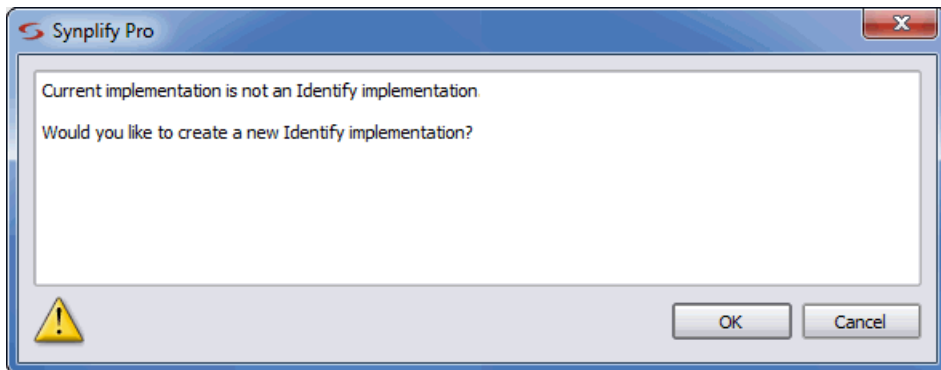 Synplify Pro
Current implementation is not an Identify implementation.
Would you like to create a new Identify implementation?
OK
Cancel